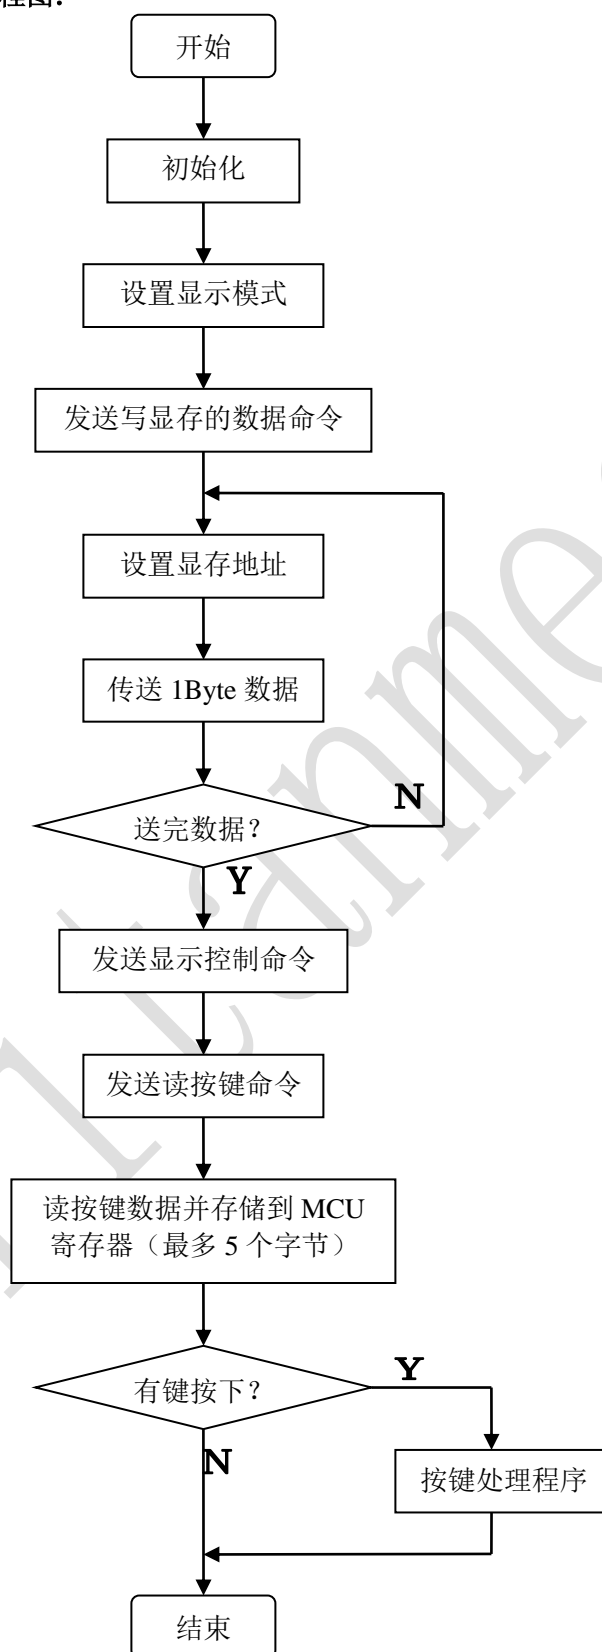 程图：
开始
初始化
设置显示模式
发送写显存的数据命令
设置显存地址
传送 1Byte 数据
N
送完数据？
Y
发送显示控制命令
发送读按键命令
读按键数据并存储到 MCU
寄存器（最多 5 个字节）
Y
有键按下？
N
按键处理程序
结束